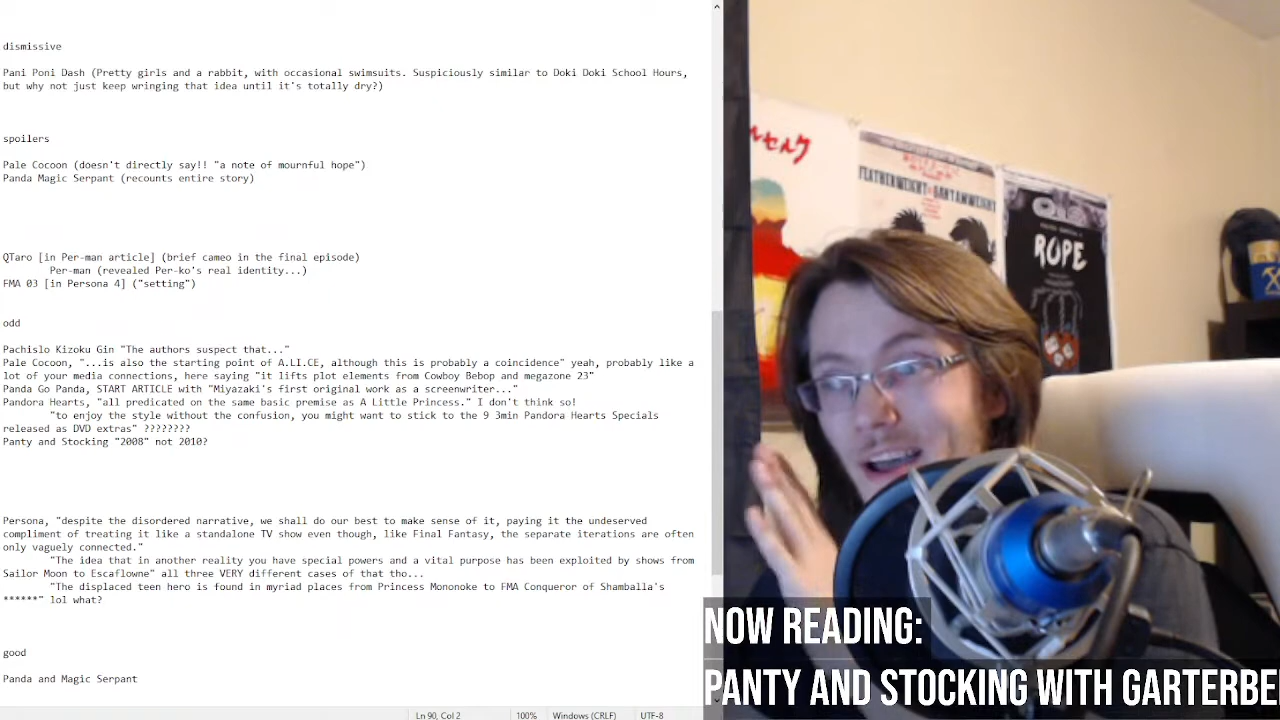 dismissive
Pani Poni Dash (Pretty girls and a rabbit, with occasional swimsuits. Suspiciously similar to Doki Doki School Hours,
but why not just keep wringing that idea until it's totally dry?)
spoilers
Pale Cocoon (doesn't directly say!! "a note of mournful hope")
Panda Magic Serpant (recounts entire story)
QTaro [in Per-man article] (brief cameo in the final episode)
Per-man (revealed Per-ko's real identity...)
FMA 03 [in Persona 4] ("setting")
odd
Pachislo Kizoku Gin "The authors suspect that..."
Pale Cocoon, "...is also the starting point of A.LI.CE, although this is probably a coincidence" yeah, probably like a
lot of your media connections, here saying "it lifts plot elements from Cowboy Bebop and megazone 23"
Panda Go Panda, START ARTICLE with "Miyazaki's first original work as a screenwriter..."
Pandora Hearts, "all predicated on the same basic premise as A Little Princess." I don't think so!
"to enjoy the style without the confusion, you might want to stick to the 9 3min Pandora Hearts Specials
released as DVD extras" ????????
Panty and Stocking "2008" not 2010?
Persona, "despite the disordered narrative, we shall do our best to make sense of it, paying it the undeserved
compliment of treating it like a standalone TV show even though, like Final Fantasy, the separate iterations are often
only vaguely connected."
"The idea that in another reality you have special powers and a vital purpose has been exploited by shows from
Sailor Moon to Escaflowne" all three VERY different cases of that tho...
"The displaced teen hero is found in myriad places from Princess Mononoke to FMA Conqueror of Shamballa's
******" lol what?
good
Panda and Magic Serpant
Ln 90, Col 2
100%
Windows (CRLF)
UTF-8
セルク
FEATHERWEIGHT
BANTAMWEIGHT
ROPE
NOW READING:
PANTY AND STOCKING WITH GARTERBE